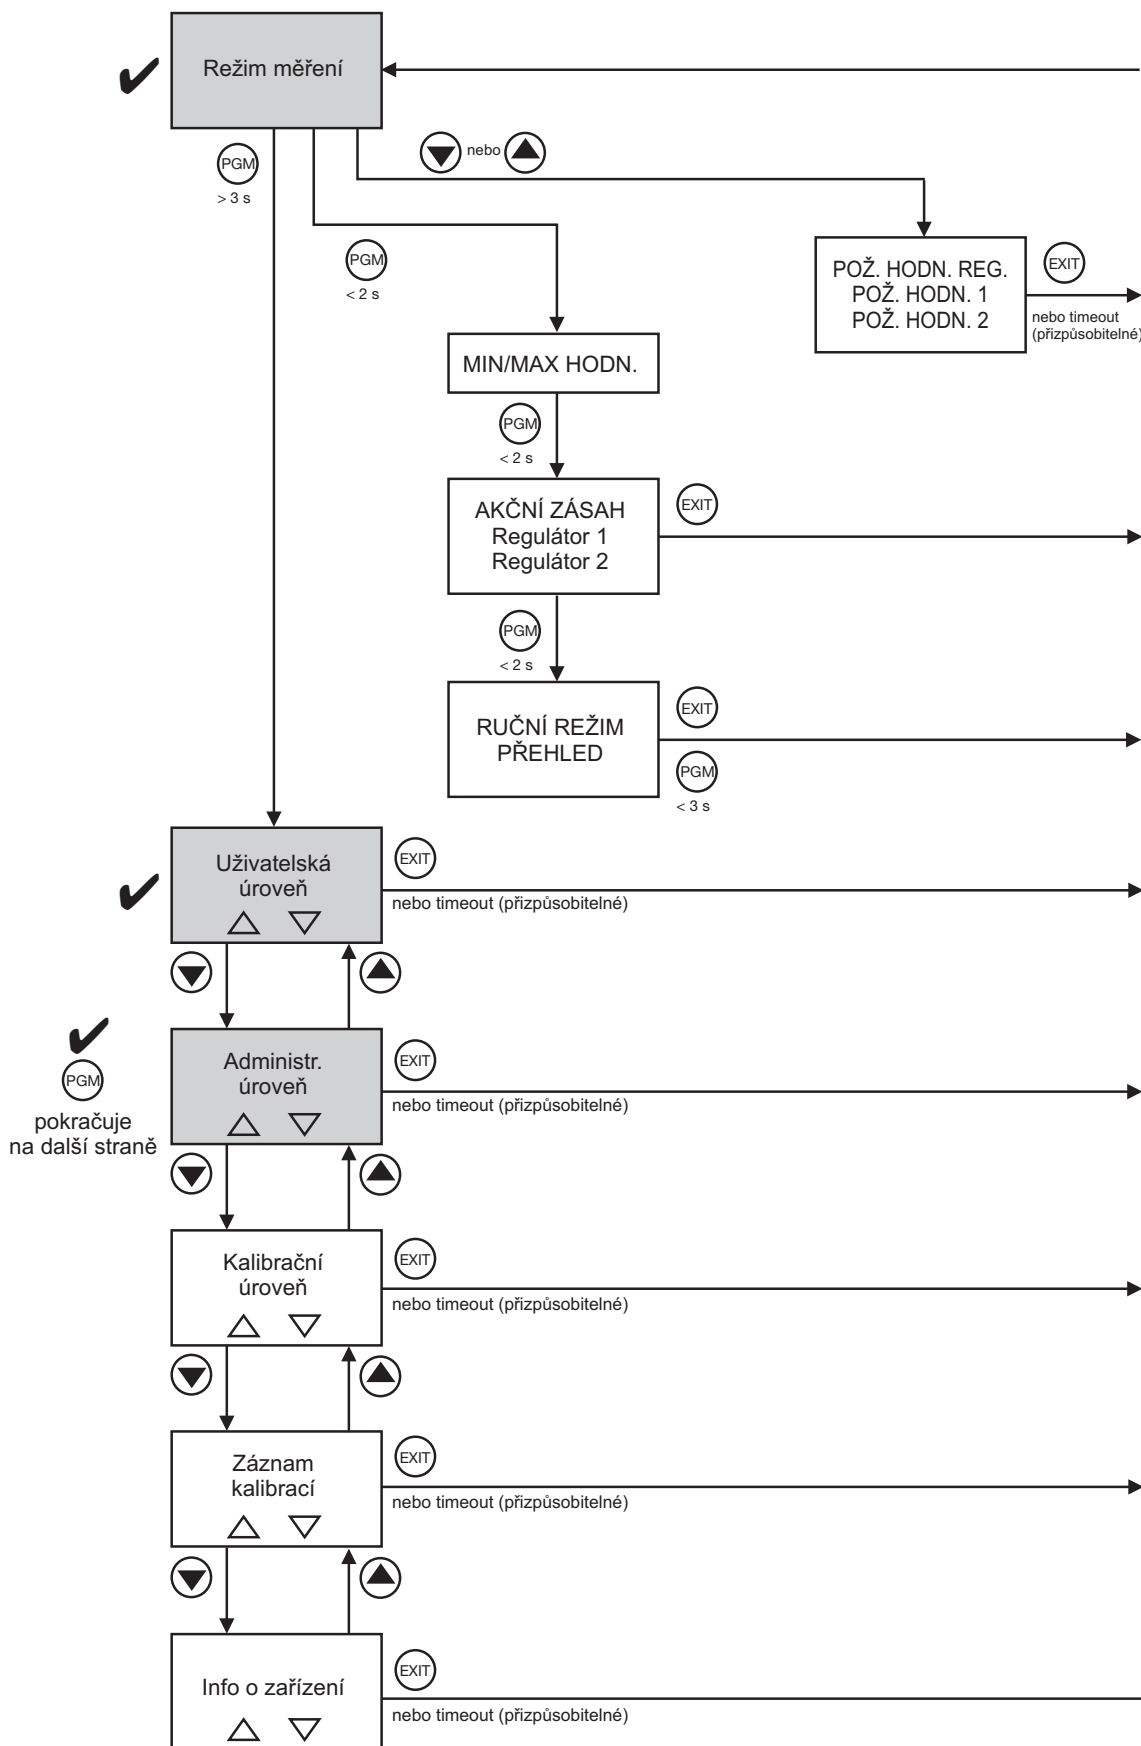 Režim měření
PGM
> 3 s
nebo
PGM
< 2 s
POŽ. HODN. REG.
POŽ. HODN. 1
POŽ. HODN. 2
EXIT
nebo timeout
(přizpůsobitelné)
MIN/MAX HODN.
PGM
< 2 s
AKČNÍ ZÁSAH
Regulátor 1
Regulátor 2
EXIT
PGM
< 2 s
RUČNÍ REŽIM
PŘEHLED
EXIT
PGM
< 3 s
Uživatelská
úroveň
EXIT
nebo timeout (přizpůsobitelné)
PGM
pokračuje
na další straně
Administr.
úroveň
EXIT
nebo timeout (přizpůsobitelné)
Kalibrační
úroveň
EXIT
nebo timeout (přizpůsobitelné)
Záznam
kalibrací
EXIT
nebo timeout (přizpůsobitelné)
Info o zařízení
EXIT
nebo timeout (přizpůsobitelné)